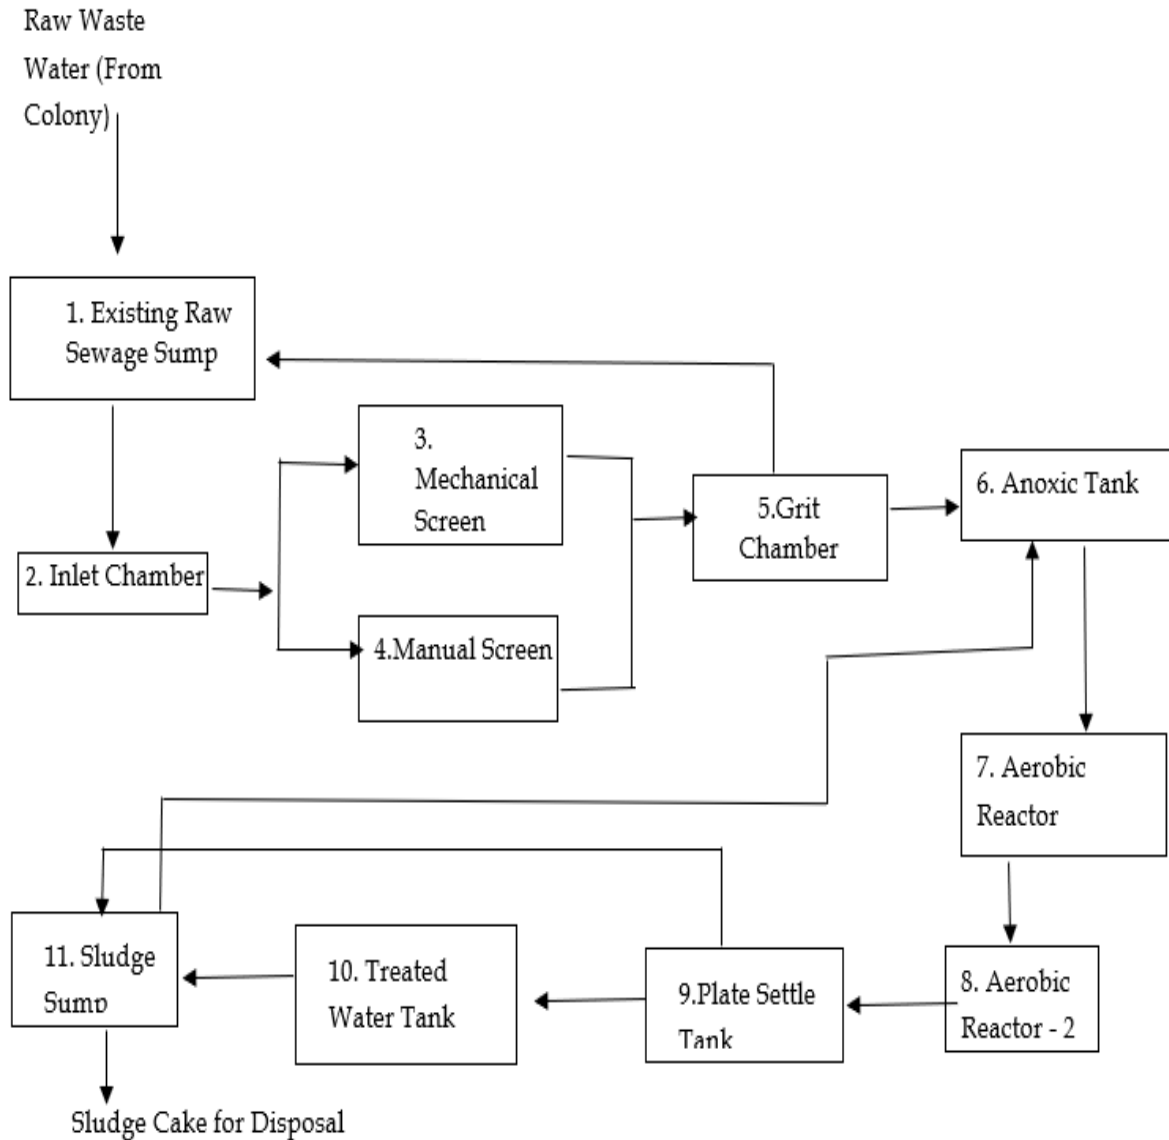 Raw Waste
Water (From
Colony)
1. Existing Raw
Sewage Sump
3.
Mechanical
Screen
6. Anoxic Tank
5.Grit
Chamber
2. Inlet Chamber
4.Manual Screen
7. Aerobic
Reactor
11. Sludge
Sump
10. Treated
Water Tank
9.Plate Settle
Tank
8. Aerobic
Reactor - 2
Sludge Cake for Disposal